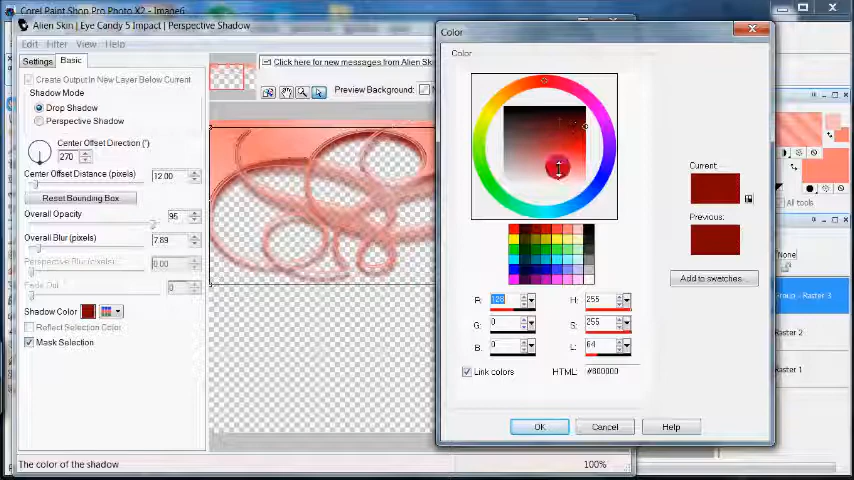 Corel Paint Shop Pro Photo X2 - Image6
Alien Skin | Eye Candy 5 Impact | Perspective Shadow
Edit Filter View Help
Settings Basic
Create Output In New Layer Below Current
Shadow Mode
Drop Shadow
Perspective Shadow
Center Offset Direction (°)
270
Center Offset Distance (pixels) 12.00
Reset Bounding Box
Overall Opacity 95
Overall Blur (pixels) 7.89
Perspective Blur (pixels) 0.00
Fade Out 0
Shadow Color
Reflect Selection Color
Mask Selection
The color of the shadow 100%
Click here for new messages from Alien Skin
Preview Background:
Color
Color
Current:
Previous:
Add to swatches...
R: 128 H: 255
G: 0 S: 255
B: 0 L: 64
Link colors HTML: #800000
OK Cancel Help
All tools
None
Group - Raster 3
Raster 2
Raster 1